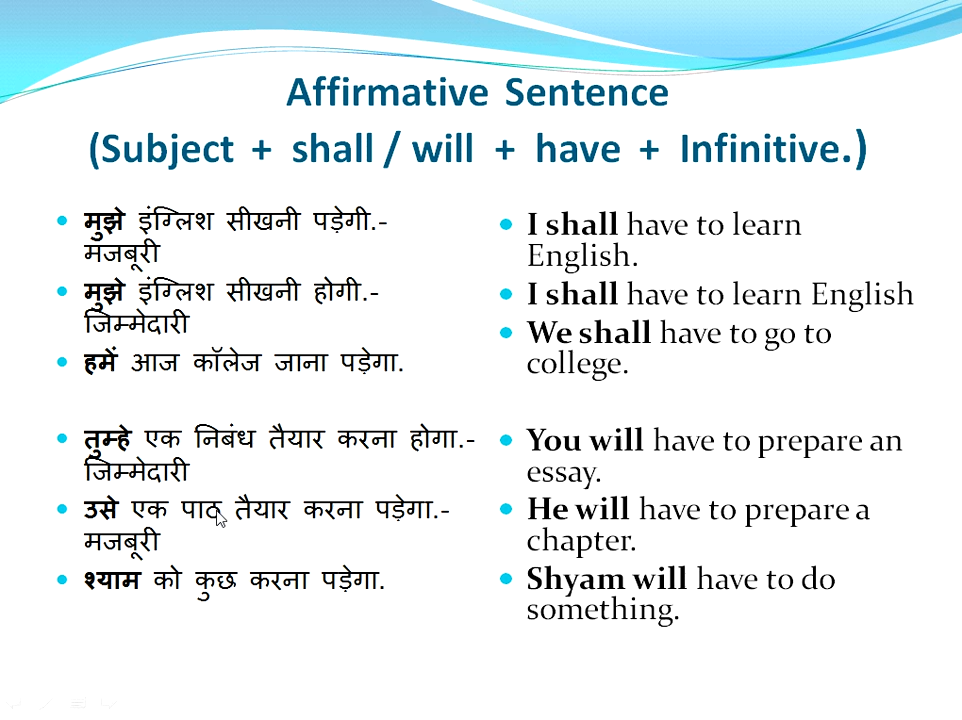 Affirmative Sentence
(Subject + shall / will + have + Infinitive.)
मुझे इंग्लिश सीखनी पड़ेगी.-
मजबूरी
मुझे इंग्लिश सीखनी होगी.-
जिम्मेदारी
हमें आज कॉलेज जाना पड़ेगा.
तुम्हे एक निबंध तैयार करना होगा.-
जिम्मेदारी
उसे एक पाठ तैयार करना पड़ेगा.-
मजबूरी
श्याम को कुछ करना पड़ेगा.
I shall have to learn
English.
I shall have to learn English
We shall have to go to
college.
You will have to prepare an
essay.
He will have to prepare a
chapter.
Shyam will have to do
something.